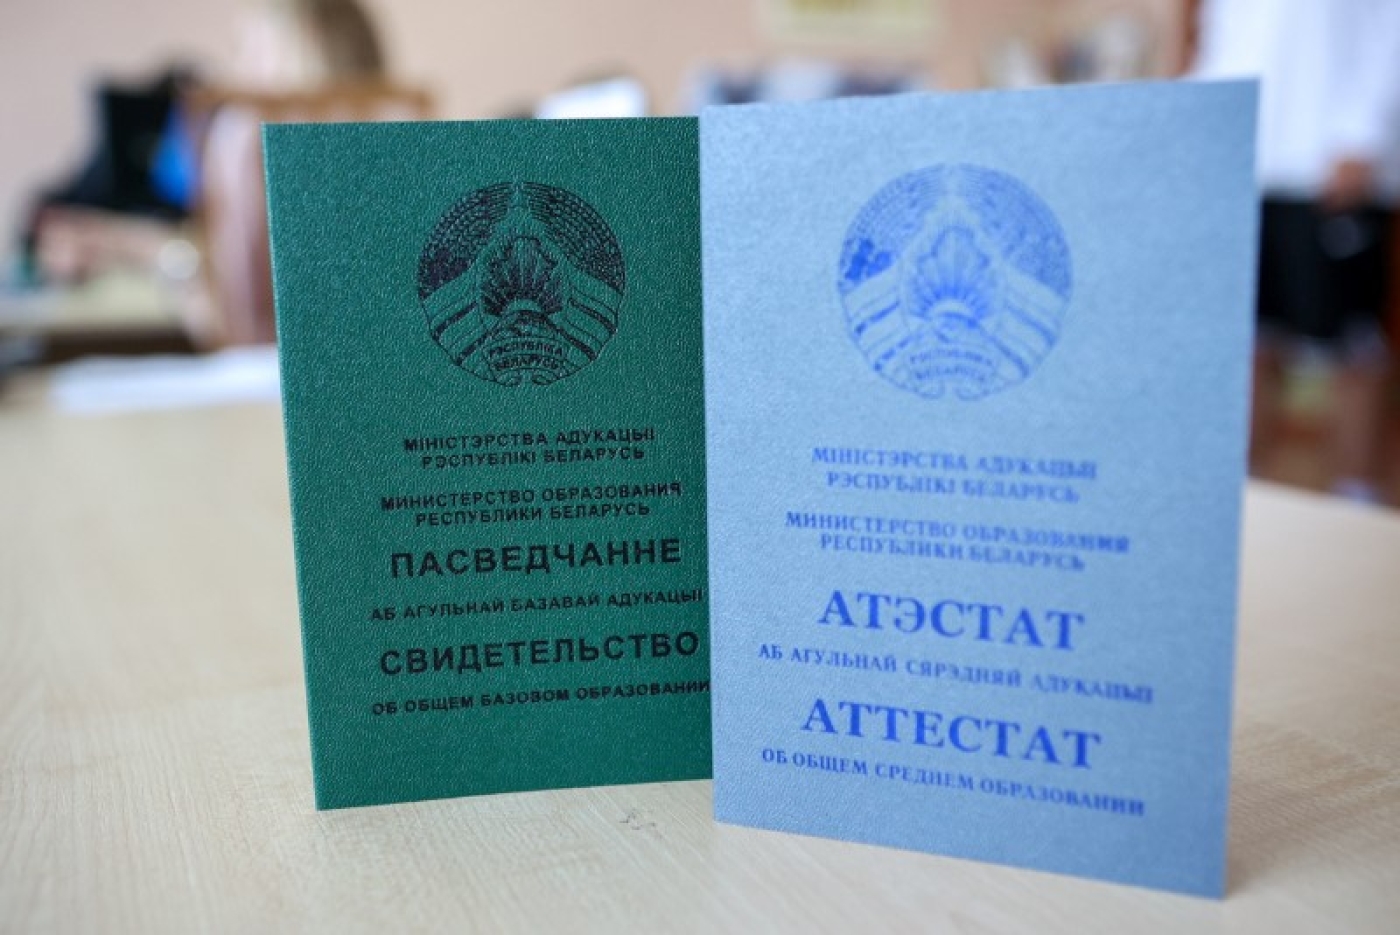 РЭСПУБЛІКА
БЕЛАРУСЬ
МІНІСТЭРСТВА АДУКАЦЫІ
РЭСПУБЛІКІ БЕЛАРУСЬ
МИНИСТЕРСТВО ОБРАЗОВАНИЯ
РЕСПУБЛИКИ БЕЛАРУСЬ
ПАСВЕДЧАННЕ
АБ АГУЛЬНАЙ БАЗАВАЙ АДУКАЦЫІ
СВИДЕТЕЛЬСТВО
ОБ ОБЩЕМ БАЗОВОМ ОБРАЗОВАНИИ
РЭСПУБЛІКА
БЕЛАРУСЬ
МІНІСТЭРСТВА АДУКАЦЫІ
РЭСПУБЛІКІ БЕЛАРУСЬ
МИНИСТЕРСТВО ОБРАЗОВАНИЯ
РЕСПУБЛИКИ БЕЛАРУСЬ
АТЭСТАТ
АБ АГУЛЬНАЙ СЯРЭДНЯЙ АДУКАЦЫІ
АТТЕСТАТ
ОБ ОБЩЕМ СРЕДНЕМ ОБРАЗОВАНИИ